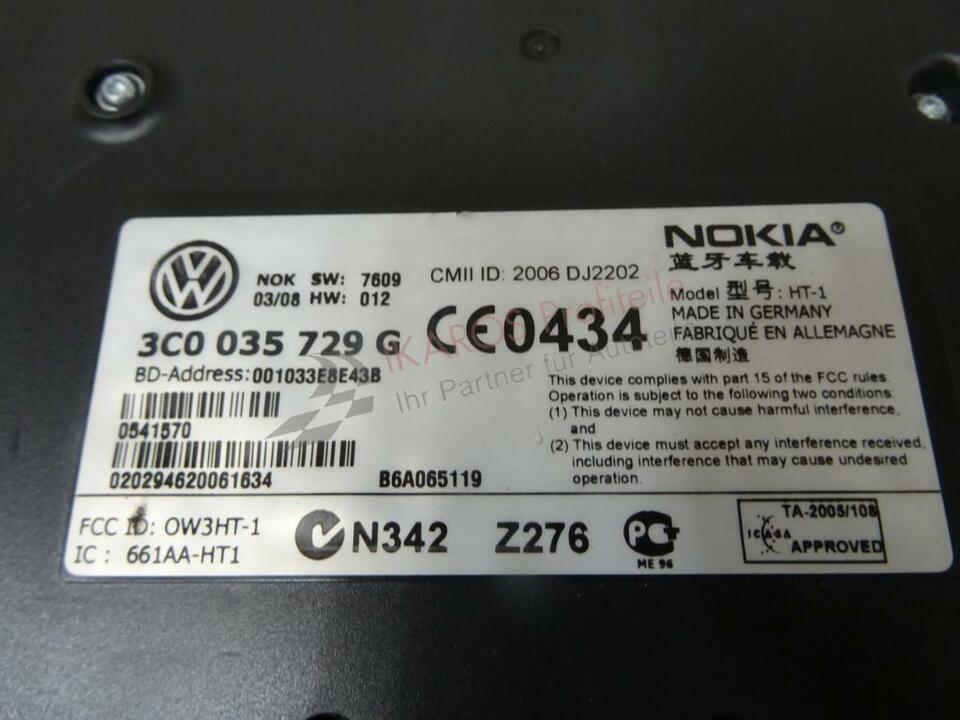 NOKIA®
蓝牙车载
NOK SW: 7609
03/08 HW: 012
CMII ID: 2006 DJ2202
Model 型号: HT-1
MADE IN GERMANY
FABRIQUÉ EN ALLEMAGNE
德国制造
3C0 035 729 G
CE0434
BD-Address:001033E8E43B
IKAROS Profiteile
Ihr Partner für
This device complies with part 15 of the FCC rules.
Operation is subject to the following two conditions:
(1) This device may not cause harmful interference,
and
(2) This device must accept any interference received,
including interference that may cause undesired
operation.
0541570
020294620061634
B6A065119
FCC ID: OW3HT-1
IC : 661AA-HT1
N342
Z276
ME 96
TA-2005/108
ICASA
APPROVED